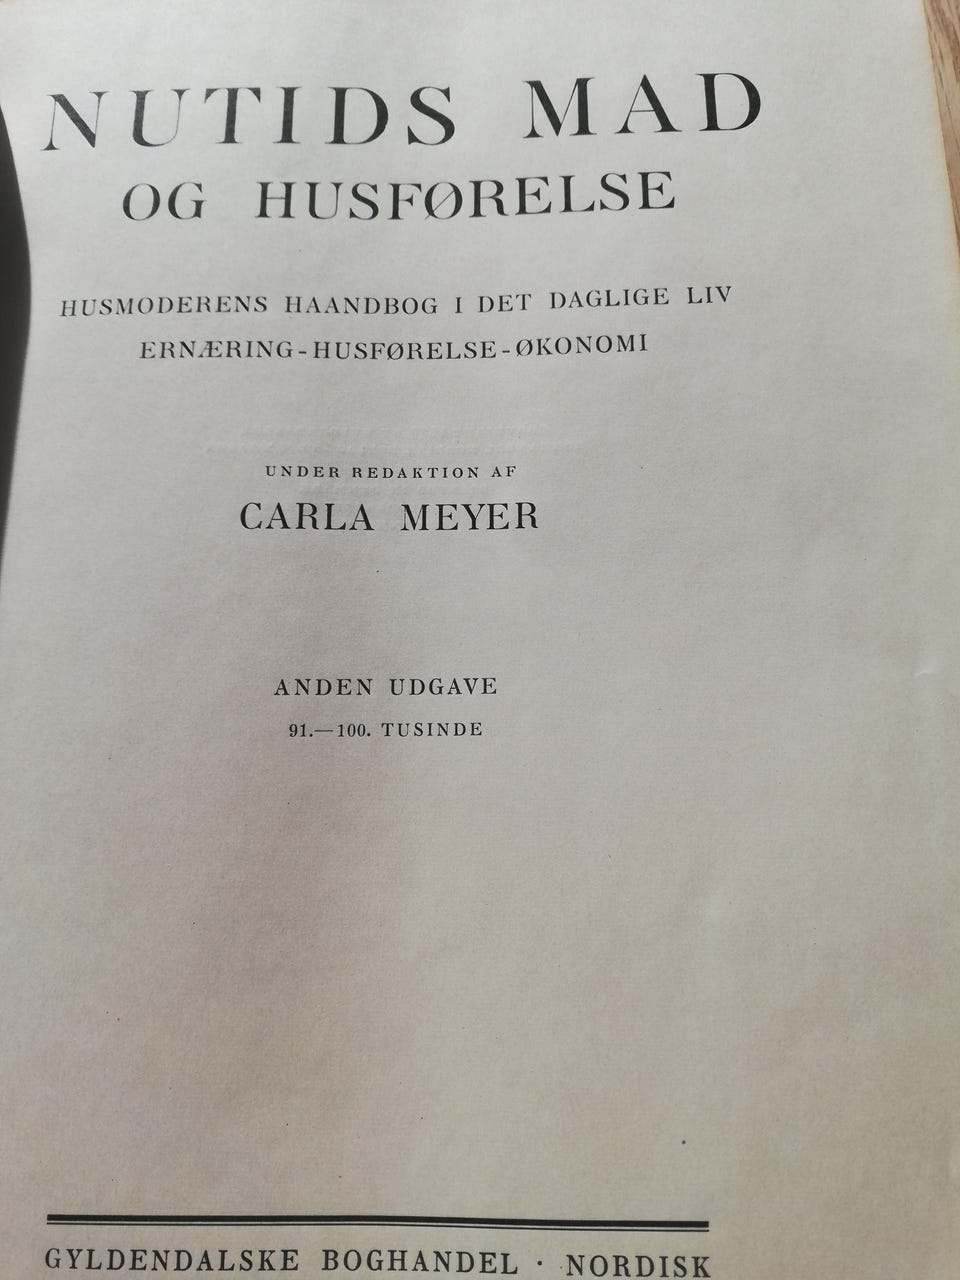 NUTIDS MAD
OG HUSFØRELSE
HUSMODERENS HAANDBOG I DET DAGLIGE LIV
ERNÆRING-HUSFØRELSE-ØKONOMI
UNDER REDAKTION AF
CARLA MEYER
ANDEN UDGAVE
91.—100. TUSINDE
GYLDENDALSKE BOGHANDEL · NORDISK